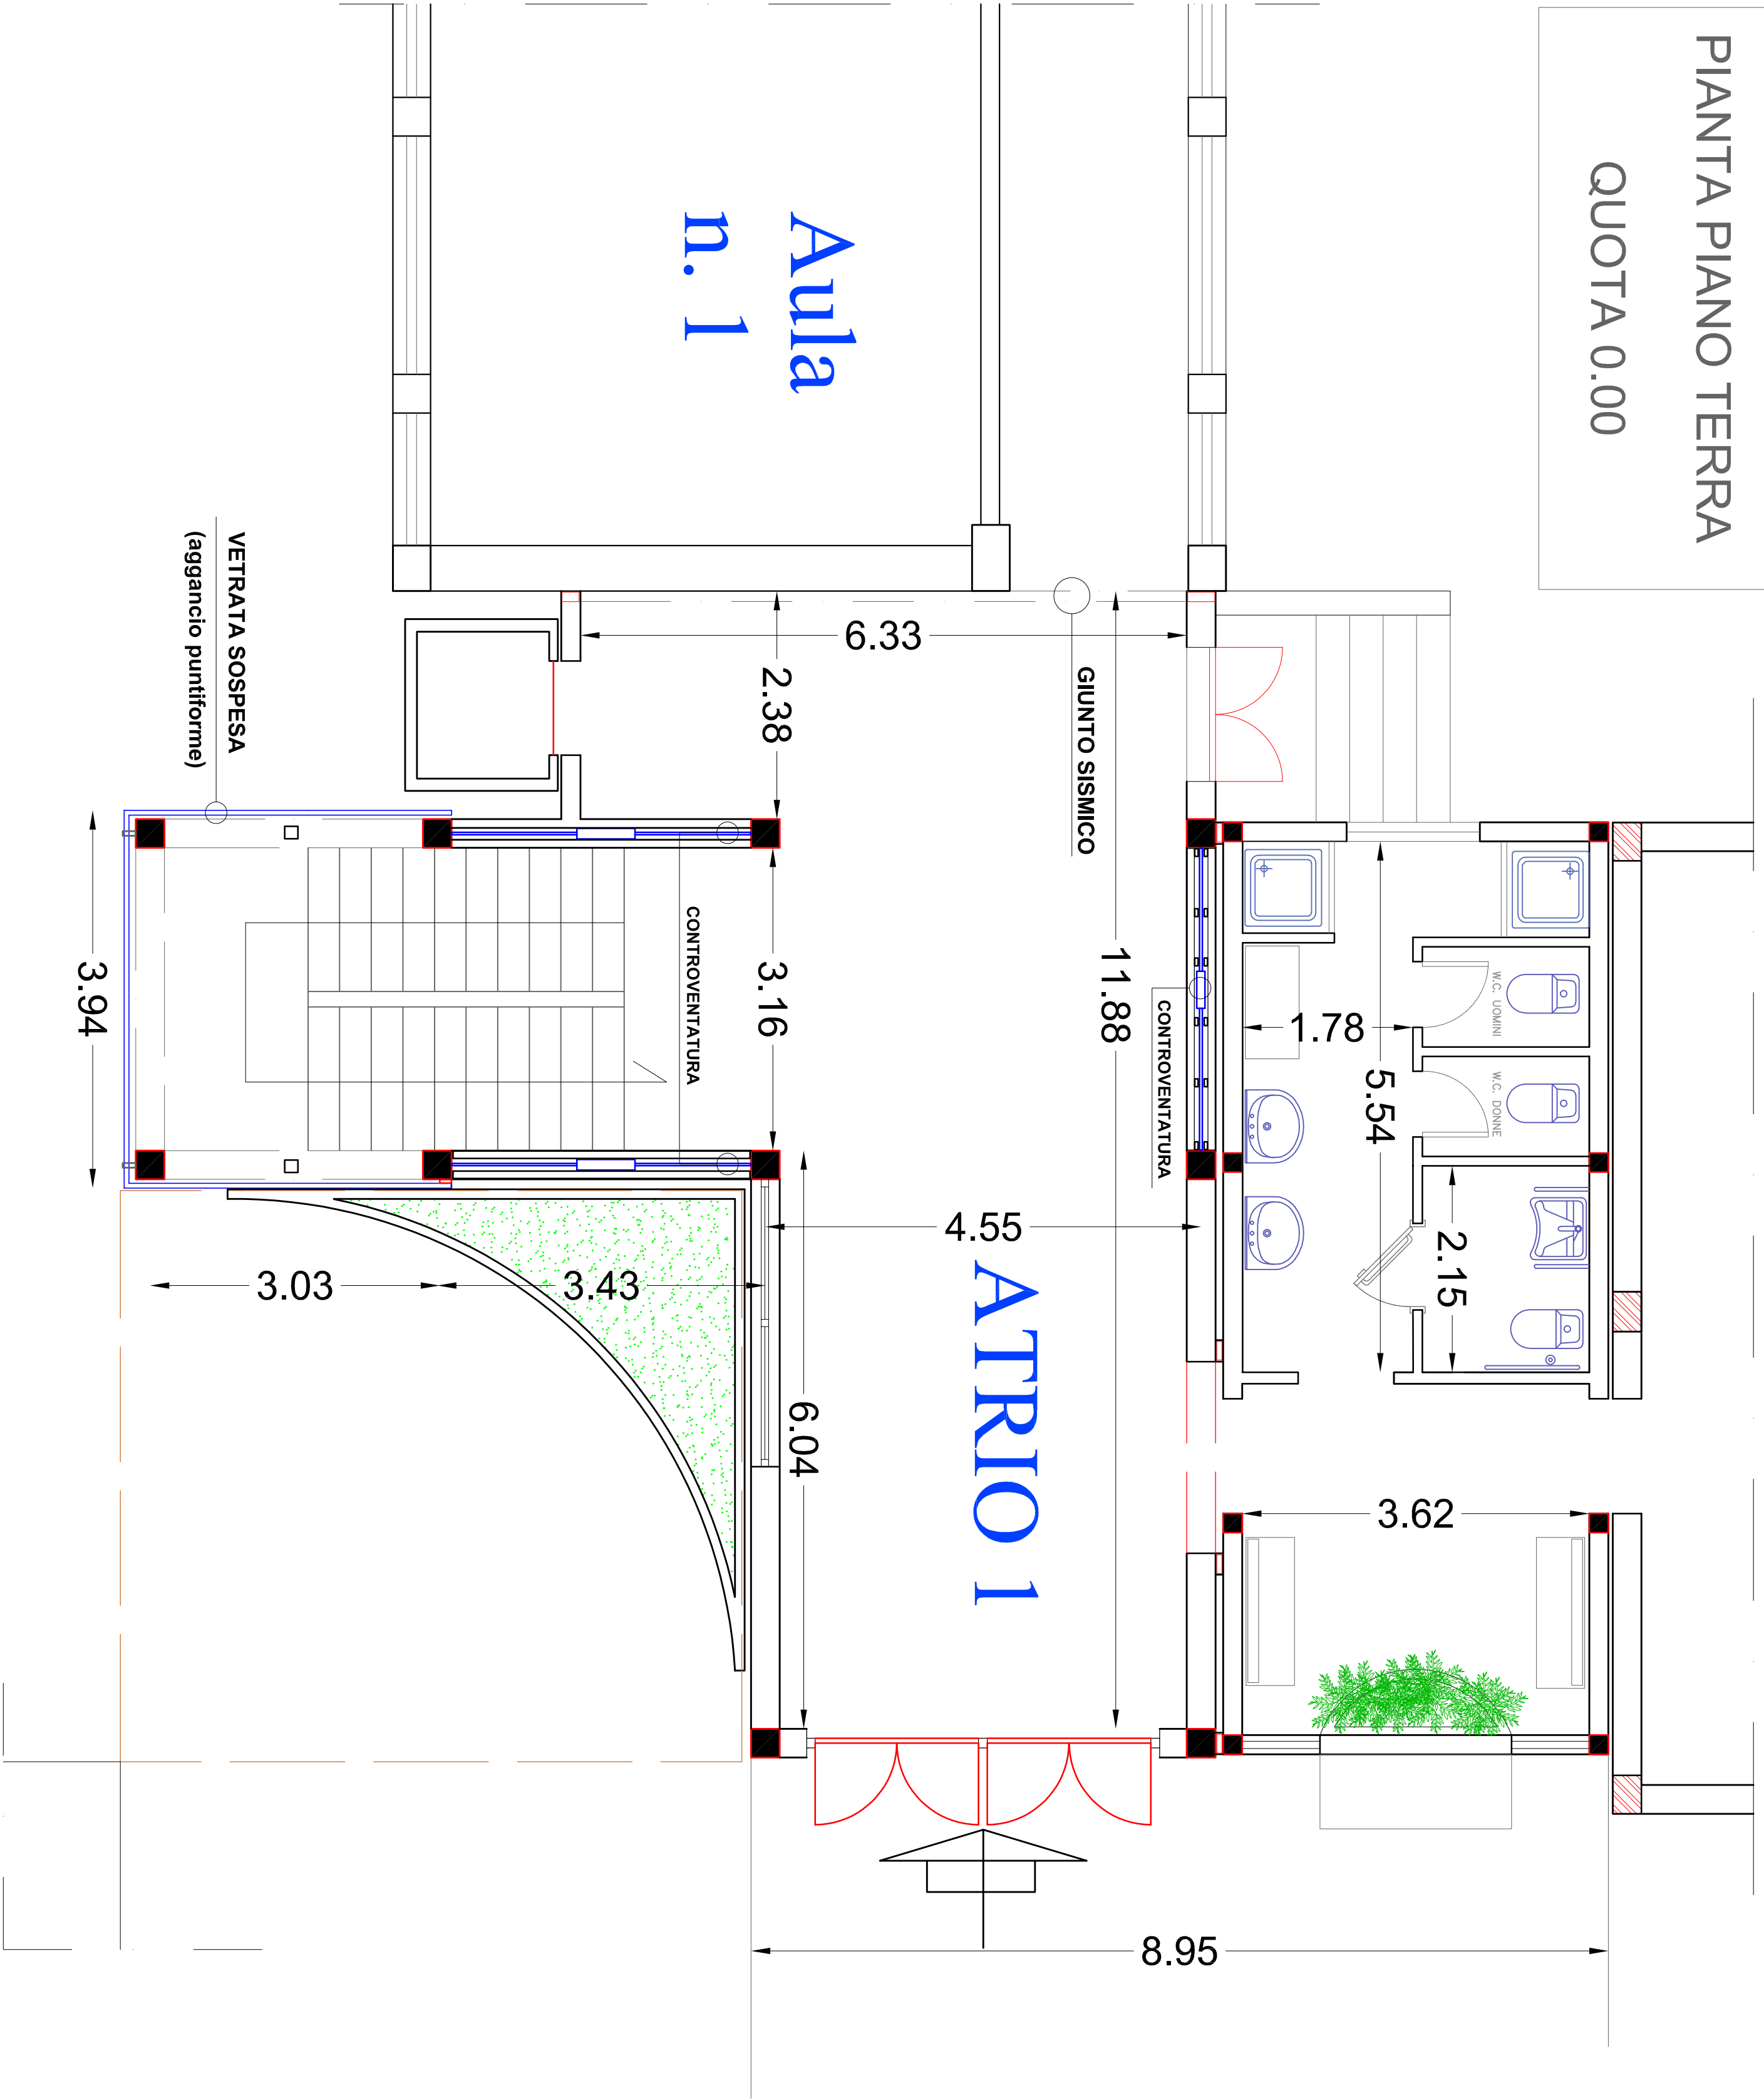 PIANTA PIANO TERRA
QUOTA 0.00
Aula
n. 1
6.33
2.38
GIUNTO SISMICO
VETRATA SOSPESA
(aggancio puntiforme)
3.94
3.16
CONTROVENTATURA
11.88
CONTROVENTATURA
1.78
5.54
W.C. UOMINI
W.C. DONNE
2.15
4.55
ATRIO 1
3.03
3.43
6.04
3.62
8.95